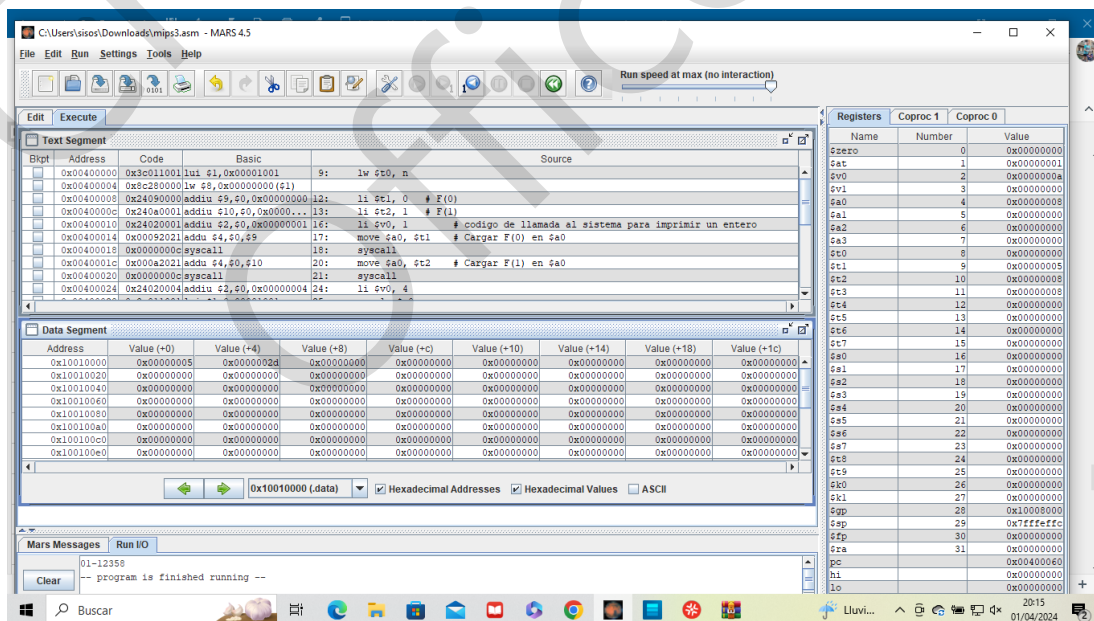 C:\Users\sisos\Downloads\mips3.asm - MARS 4.5
File Edit Run Settings Tools Help
Run speed at max (no interaction)
Edit Execute
Text Segment
Bkpt Address Code Basic Source
0x00400000 0x3c011001 lui $1,0x00001001 9: lw $t0, n
0x00400004 0x8c280000 lw $8,0x00000000($1)
0x00400008 0x24090000 addiu $9,$0,0x00000000 12: li $t1, 0 # F(0)
0x0040000c 0x240a0001 addiu $10,$0,0x0000... 13: li $t2, 1 # F(1)
0x00400010 0x24020001 addiu $2,$0,0x00000001 16: li $v0, 1 # codigo de llamada al sistema para imprimir un entero
0x00400014 0x00092021 addu $4,$0,$9 17: move $a0, $t1 # Cargar F(0) en $a0
0x00400018 0x0000000c syscall 18: syscall
0x0040001c 0x000a2021 addu $4,$0,$10 20: move $a0, $t2 # Cargar F(1) en $a0
0x00400020 0x0000000c syscall 21: syscall
0x00400024 0x24020004 addiu $2,$0,0x00000004 24: li $v0, 4
Data Segment
Address Value (+0) Value (+4) Value (+8) Value (+c) Value (+10) Value (+14) Value (+18) Value (+1c)
0x10010000 0x00000005 0x0000002d 0x00000000 0x00000000 0x00000000 0x00000000 0x00000000 0x00000000
0x10010020 0x00000000 0x00000000 0x00000000 0x00000000 0x00000000 0x00000000 0x00000000 0x00000000
0x10010040 0x00000000 0x00000000 0x00000000 0x00000000 0x00000000 0x00000000 0x00000000 0x00000000
0x10010060 0x00000000 0x00000000 0x00000000 0x00000000 0x00000000 0x00000000 0x00000000 0x00000000
0x10010080 0x00000000 0x00000000 0x00000000 0x00000000 0x00000000 0x00000000 0x00000000 0x00000000
0x100100a0 0x00000000 0x00000000 0x00000000 0x00000000 0x00000000 0x00000000 0x00000000 0x00000000
0x100100c0 0x00000000 0x00000000 0x00000000 0x00000000 0x00000000 0x00000000 0x00000000 0x00000000
0x100100e0 0x00000000 0x00000000 0x00000000 0x00000000 0x00000000 0x00000000 0x00000000 0x00000000
0x10010000 (.data) Hexadecimal Addresses Hexadecimal Values ASCII
Mars Messages Run I/O
01-12358
-- program is finished running --
Clear
Registers Coproc 1 Coproc 0
Name Number Value
$zero 0 0x00000000
$at 1 0x00000001
$v0 2 0x0000000a
$v1 3 0x00000000
$a0 4 0x00000008
$a1 5 0x00000000
$a2 6 0x00000000
$a3 7 0x00000000
$t0 8 0x00000000
$t1 9 0x00000005
$t2 10 0x00000008
$t3 11 0x00000008
$t4 12 0x00000000
$t5 13 0x00000000
$t6 14 0x00000000
$t7 15 0x00000000
$s0 16 0x00000000
$s1 17 0x00000000
$s2 18 0x00000000
$s3 19 0x00000000
$s4 20 0x00000000
$s5 21 0x00000000
$s6 22 0x00000000
$s7 23 0x00000000
$t8 24 0x00000000
$t9 25 0x00000000
$k0 26 0x00000000
$k1 27 0x00000000
$gp 28 0x10008000
$sp 29 0x7fffeffc
$fp 30 0x00000000
$ra 31 0x00000000
pc 0x00400060
hi 0x00000000
lo 0x00000000
Buscar
Lluvi...
20:15
01/04/2024
2